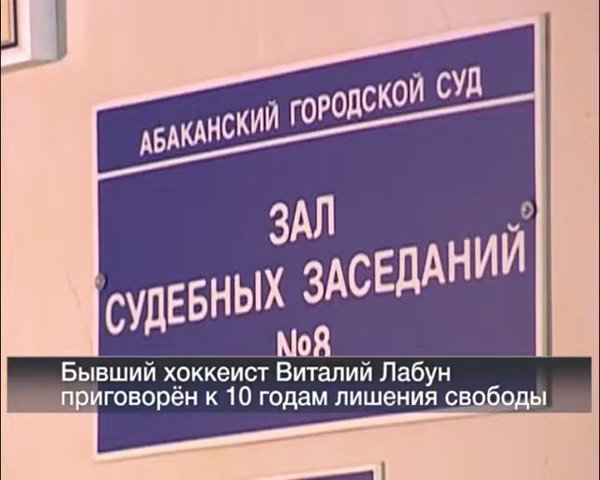 АБАКАНСКИЙ ГОРОДСКОЙ СУД
ЗАЛ
СУДЕБНЫХ ЗАСЕДАНИЙ
№8
Бывший хоккеист Виталий Лабун
приговорён к 10 годам лишения свободы